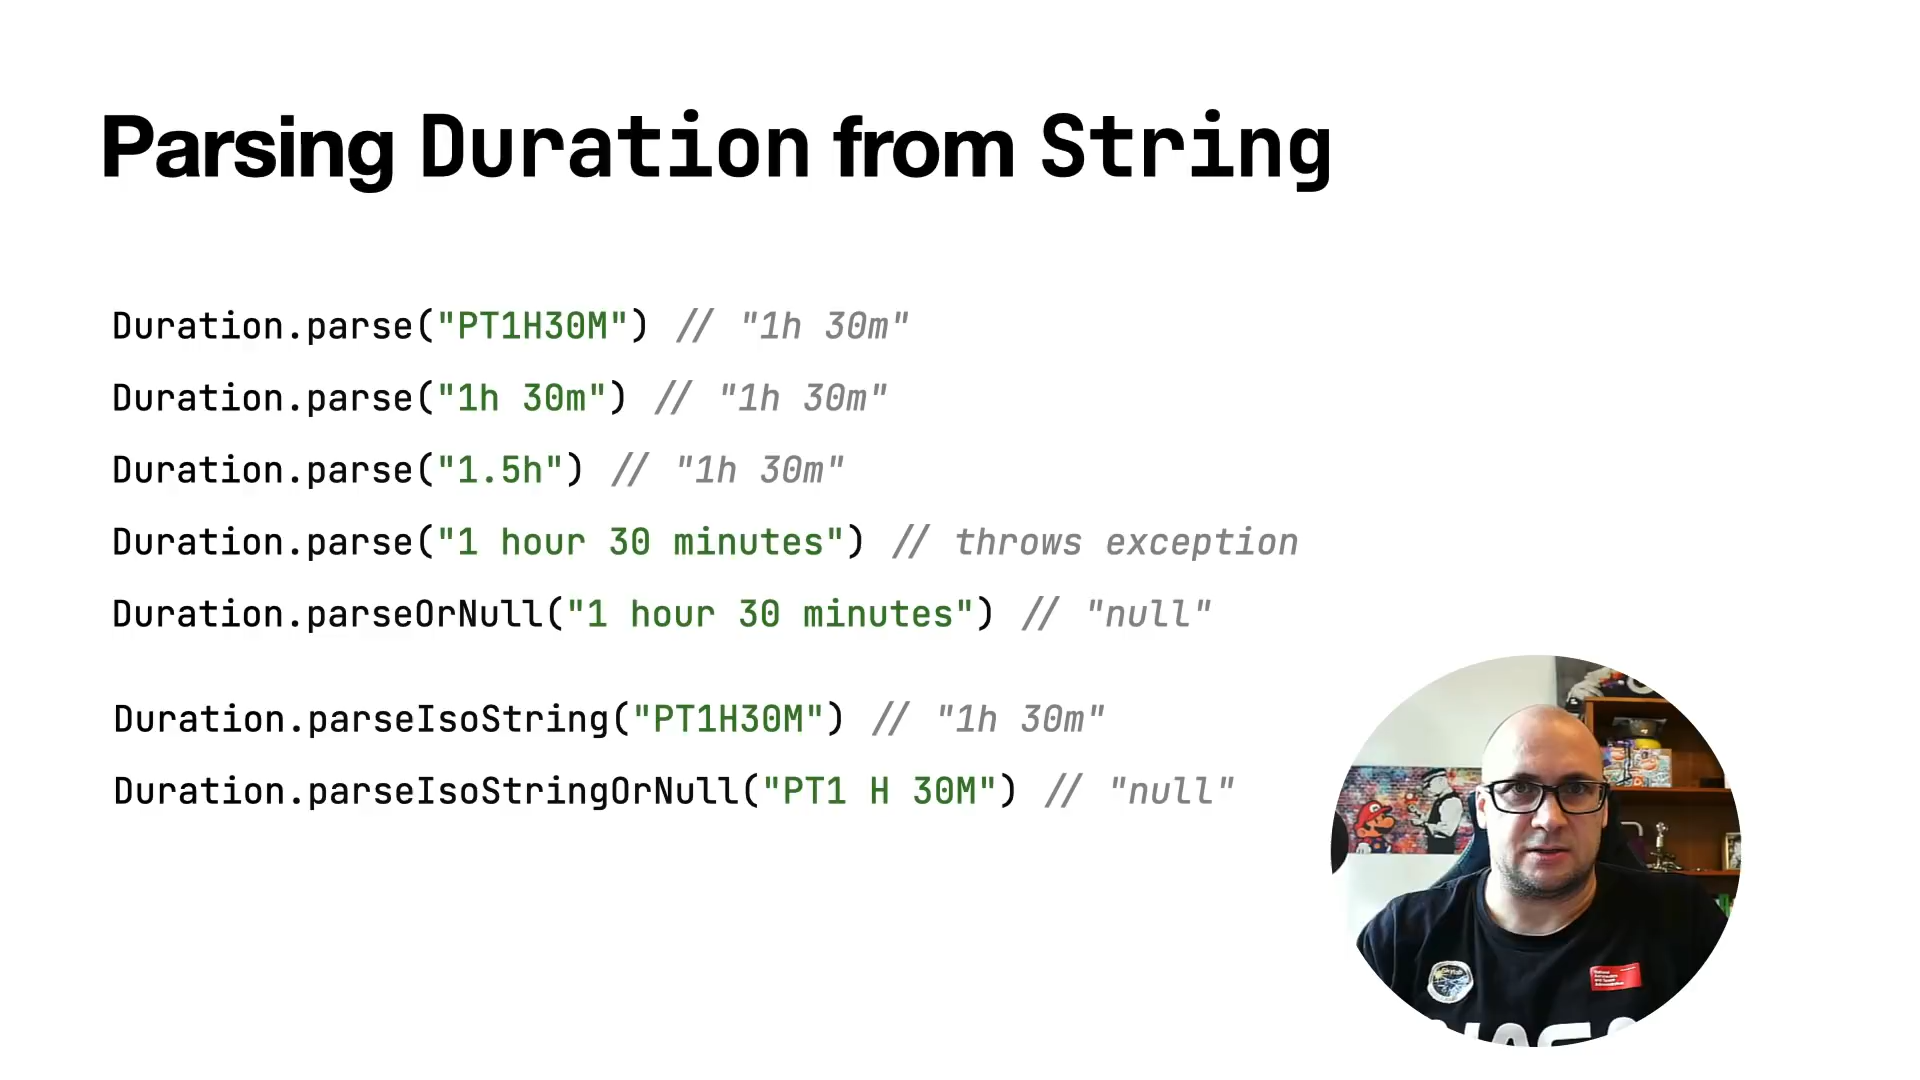 Parsing Duration from String
Duration.parse("PT1H30M") // "1h 30m"
Duration.parse("1h 30m") // "1h 30m"
Duration.parse("1.5h") // "1h 30m"
Duration.parse("1 hour 30 minutes") // throws exception
Duration.parseOrNull("1 hour 30 minutes") // "null"
Duration.parseIsoString("PT1H30M") // "1h 30m"
Duration.parseIsoStringOrNull("PT1 H 30M") // "null"